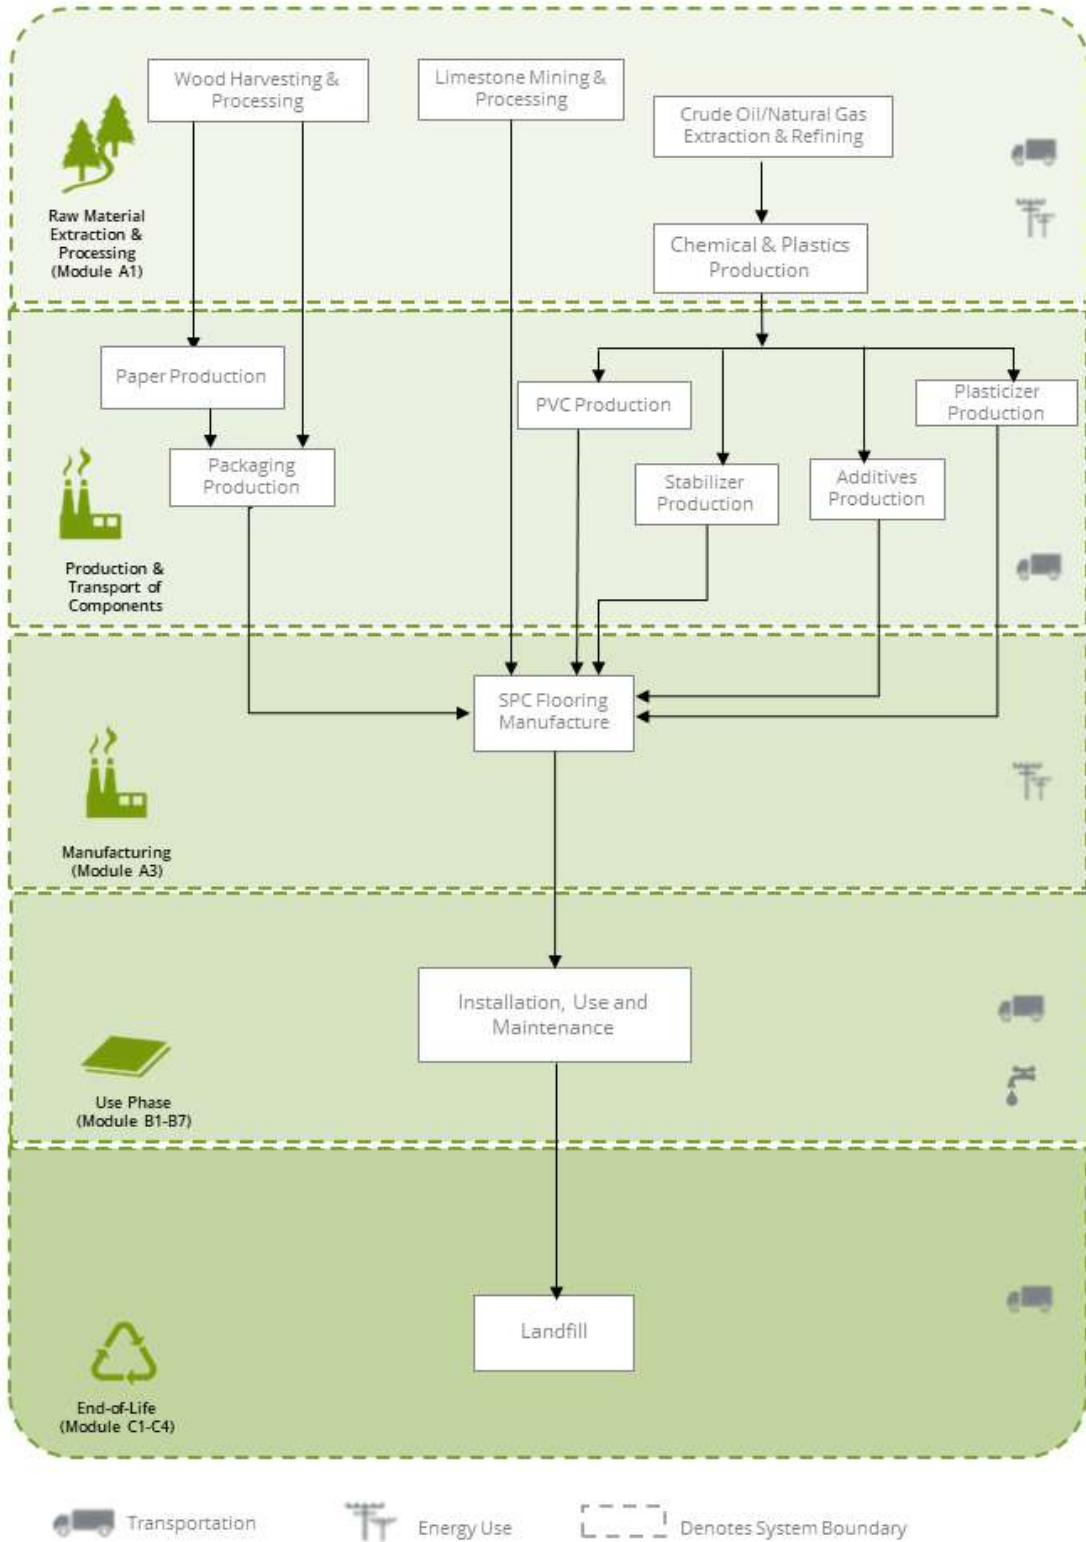 Wood Harvesting &
Processing
Limestone Mining &
Processing
Crude Oil/Natural Gas
Extraction & Refining
Raw Material
Extraction &
Processing
(Module A1)
Chemical & Plastics
Production
Paper Production
PVC Production
Plasticizer
Production
Packaging
Production
Stabilizer
Production
Additives
Production
Production &
Transport of
Components
SPC Flooring
Manufacture
Manufacturing
(Module A3)
Installation, Use and
Maintenance
Use Phase
(Module B1-B7)
Landfill
End-of-Life
(Module C1-C4)
Transportation
Energy Use
Denotes System Boundary